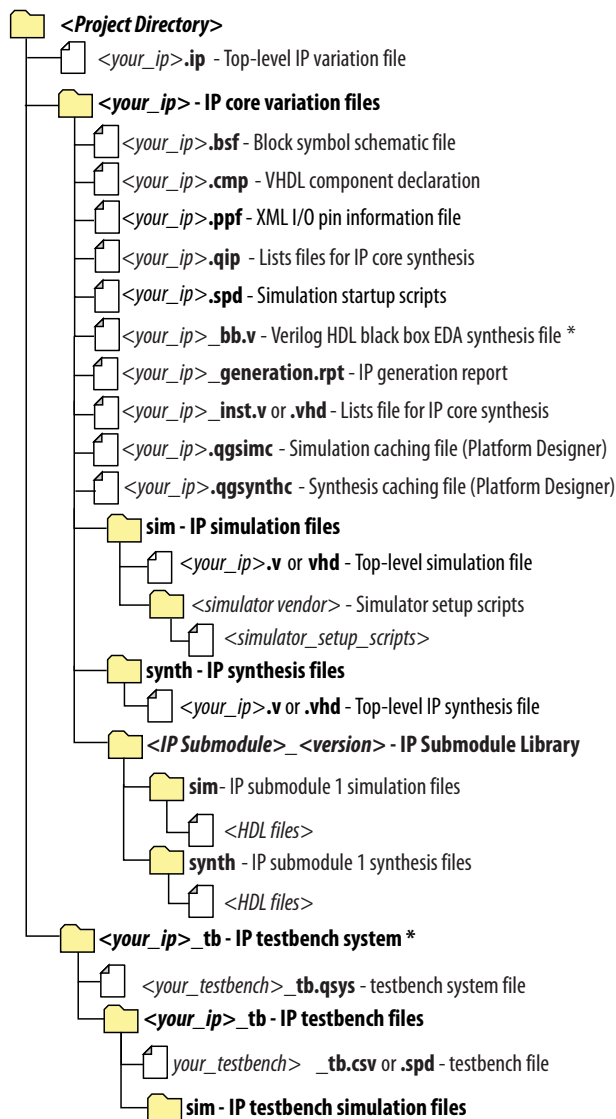 <Project Directory>
<your_ip>.ip - Top-level IP variation file
<your_ip> - IP core variation files
<your_ip>.bsf - Block symbol schematic file
<your_ip>.cmp - VHDL component declaration
<your_ip>.ppf - XML I/O pin information file
<your_ip>.qip - Lists files for IP core synthesis
<your_ip>.spd - Simulation startup scripts
<your_ip>_bb.v - Verilog HDL black box EDA synthesis file *
<your_ip>_generation.rpt - IP generation report
<your_ip>_inst.v or .vhd - Lists file for IP core synthesis
<your_ip>.qgsimc - Simulation caching file (Platform Designer)
<your_ip>.qgsynthc - Synthesis caching file (Platform Designer)
sim - IP simulation files
<your_ip>.v or vhd - Top-level simulation file
<simulator vendor> - Simulator setup scripts
<simulator_setup_scripts>
synth - IP synthesis files
<your_ip>.v or .vhd - Top-level IP synthesis file
<IP Submodule>_<version> - IP Submodule Library
sim- IP submodule 1 simulation files
<HDL files>
synth - IP submodule 1 synthesis files
<HDL files>
<your_ip>_tb - IP testbench system *
<your_testbench>_tb.qsys - testbench system file
<your_ip>_tb - IP testbench files
your_testbench> _tb.csv or .spd - testbench file
sim - IP testbench simulation files